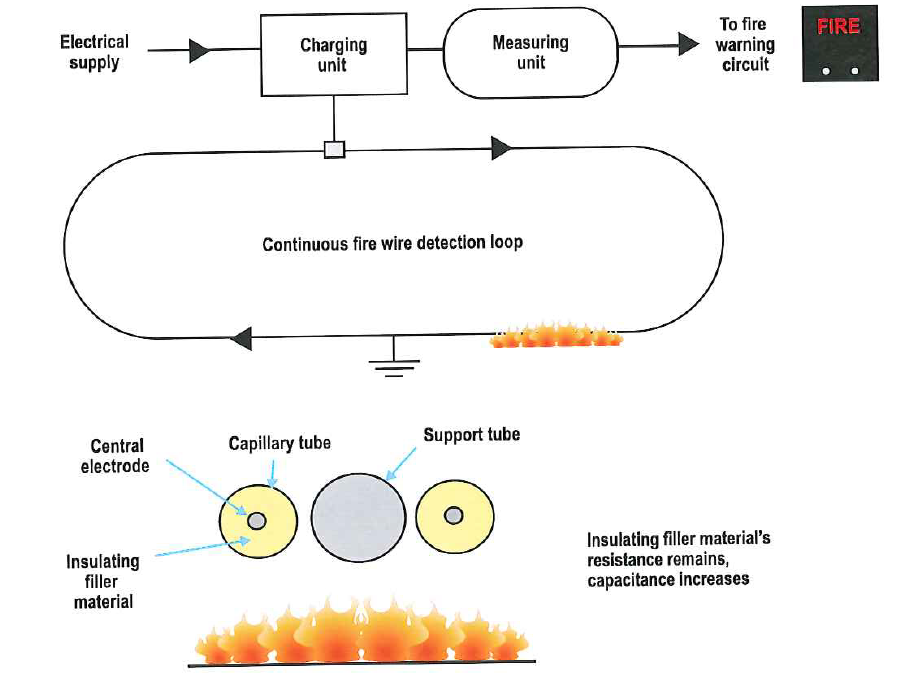 Electrical
supply
Charging
unit
Measuring
unit
To fire
warning
circuit
FIRE
Continuous fire wire detection loop
Central
electrode
Capillary tube
Support tube
Insulating
filler
material
Insulating filler material's
resistance remains,
capacitance increases